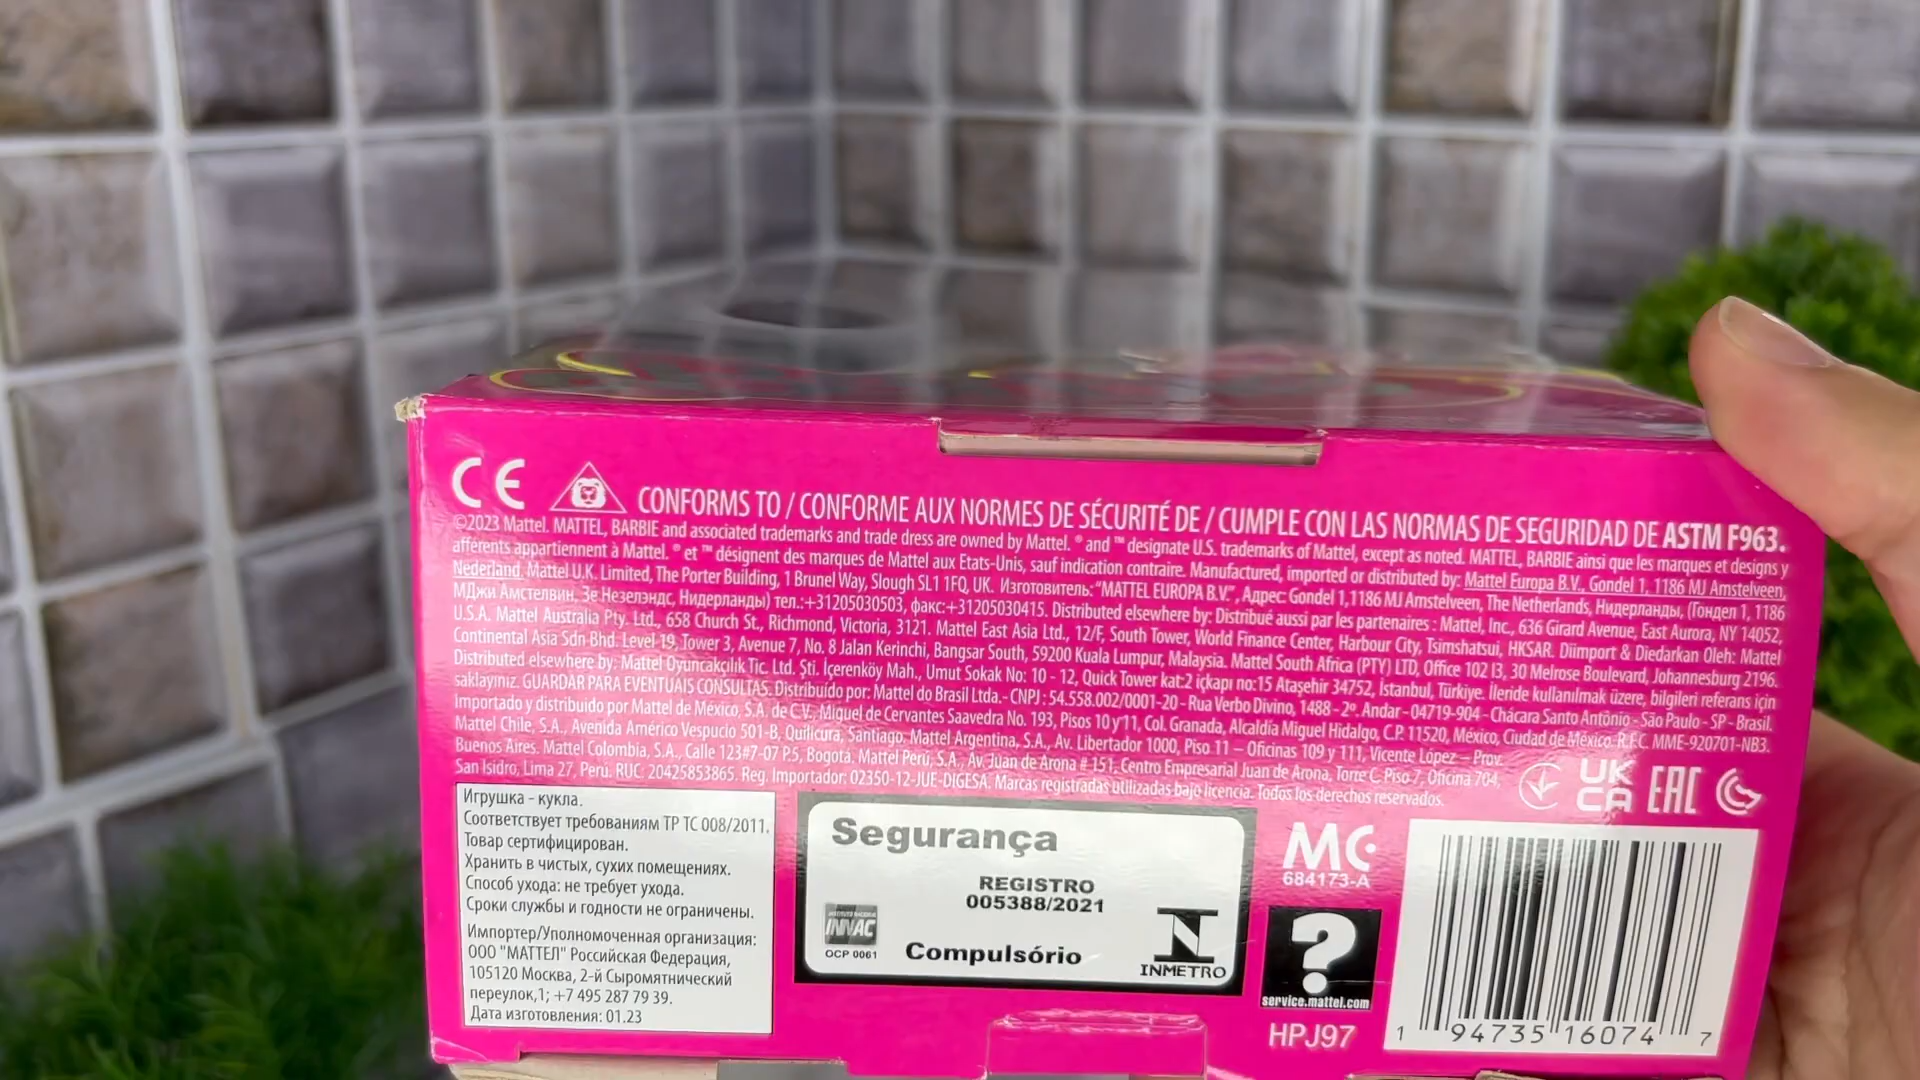 CE
CONFORMS TO / CONFORME AUX NORMES DE SÉCURITÉ DE / CUMPLE CON LAS NORMAS DE SEGURIDAD DE ASTM F963.
©2023 Mattel. MATTEL, BARBIE and associated trademarks and trade dress are owned by Mattel. ® and ™ designate U.S. trademarks of Mattel, except as noted. MATTEL, BARBIE ainsi que les marques et designs y
afférents appartiennent à Mattel. ® et ™ désignent des marques de Mattel aux Etats-Unis, sauf indication contraire. Manufactured, imported or distributed by: Mattel Europa B.V., Gondel 1, 1186 MJ Amstelveen,
Nederland, Mattel U.K. Limited, The Porter Building, 1 Brunel Way, Slough SL1 1FQ, UK. Изготовитель: "MATTEL EUROPA B.V.", Адрес: Gondel 1,1186 MJ Amstelveen, The Netherlands, Нидерланды, (Гондел 1, 1186
МДжи Амстелвин, Зе Незелэндс, Нидерланды) тел.:+31205030503, факс:+31205030415. Distributed elsewhere by: Distribué aussi par les partenaires : Mattel, Inc., 636 Girard Avenue, East Aurora, NY 14052,
U.S.A. Mattel Australia Pty. Ltd., 658 Church St., Richmond, Victoria, 3121. Mattel East Asia Ltd., 12/F, South Tower, World Finance Center, Harbour City, Tsimshatsui, HKSAR. Diimport & Diedarkan Oleh: Mattel
Continental Asia Sdn Bhd. Level 19, Tower 3, Avenue 7, No. 8 Jalan Kerinchi, Bangsar South, 59200 Kuala Lumpur, Malaysia. Mattel South Africa (PTY) LTD, Office 102 I3, 30 Melrose Boulevard, Johannesburg 2196.
Distributed elsewhere by: Mattel Oyuncakçılık Tic. Ltd. Şti. İçerenköy Mah., Umut Sokak No: 10 - 12, Quick Tower kat:2 içkapı no:15 Ataşehir 34752, İstanbul, Türkiye. İleride kullanılmak üzere, bilgileri referans için
saklayınız. GUARDAR PARA EVENTUAIS CONSULTAS. Distribuído por: Mattel do Brasil Ltda.- CNPJ : 54.558.002/0001-20 - Rua Verbo Divino, 1488 - 2º. Andar - 04719-904 - Chácara Santo Antônio - São Paulo - SP - Brasil.
Importado y distribuido por Mattel de México, S.A. de C.V., Miguel de Cervantes Saavedra No. 193, Pisos 10 y 11, Col. Granada, Alcaldía Miguel Hidalgo, C.P. 11520, México, Ciudad de México. R.F.C. MME-920701-NB3.
Mattel Chile, S.A., Avenida Américo Vespucio 501-B, Quilicura, Santiago. Mattel Argentina, S.A., Av. Libertador 1000, Piso 11 – Oficinas 109 y 111, Vicente López – Prov.
Buenos Aires. Mattel Colombia, S.A., Calle 123#7-07 P.5, Bogotá. Mattel Perú, S.A., Av. Juan de Arona # 151, Centro Empresarial Juan de Arona, Torre C, Piso 7, Oficina 704,
San Isidro, Lima 27, Perú. RUC: 20425853865. Reg. Importador: 02350-12-JUE-DIGESA. Marcas registradas utilizadas bajo licencia. Todos los derechos reservados.
UK
CA
EAC
Игрушка - кукла.
Соответствует требованиям ТР ТС 008/2011.
Товар сертифицирован.
Хранить в чистых, сухих помещениях.
Способ ухода: не требует ухода.
Сроки службы и годности не ограничены.
Импортер/Уполномоченная организация:
ООО "МАТТЕЛ" Российская Федерация,
105120 Москва, 2-й Сыромятнический
переулок,1; +7 495 287 79 39.
Дата изготовления: 01.23
Segurança
REGISTRO
005388/2021
INNAC
OCP 0061
Compulsório
INMETRO
MC
684173-A
?
service.mattel.com
HPJ97
1 94735 16074 7